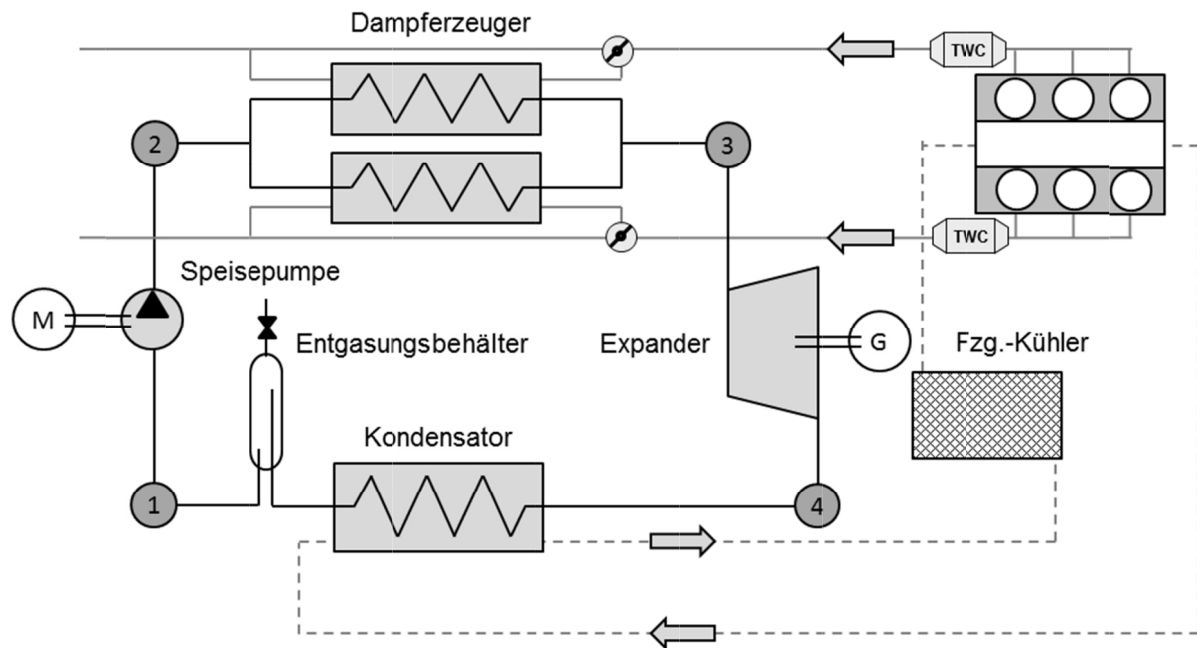 Dampferzeuger
TWC
2
3
TWC
Speisepumpe
M
Entgasungsbehälter
Expander
G
Fzg.-Kühler
Kondensator
1
4